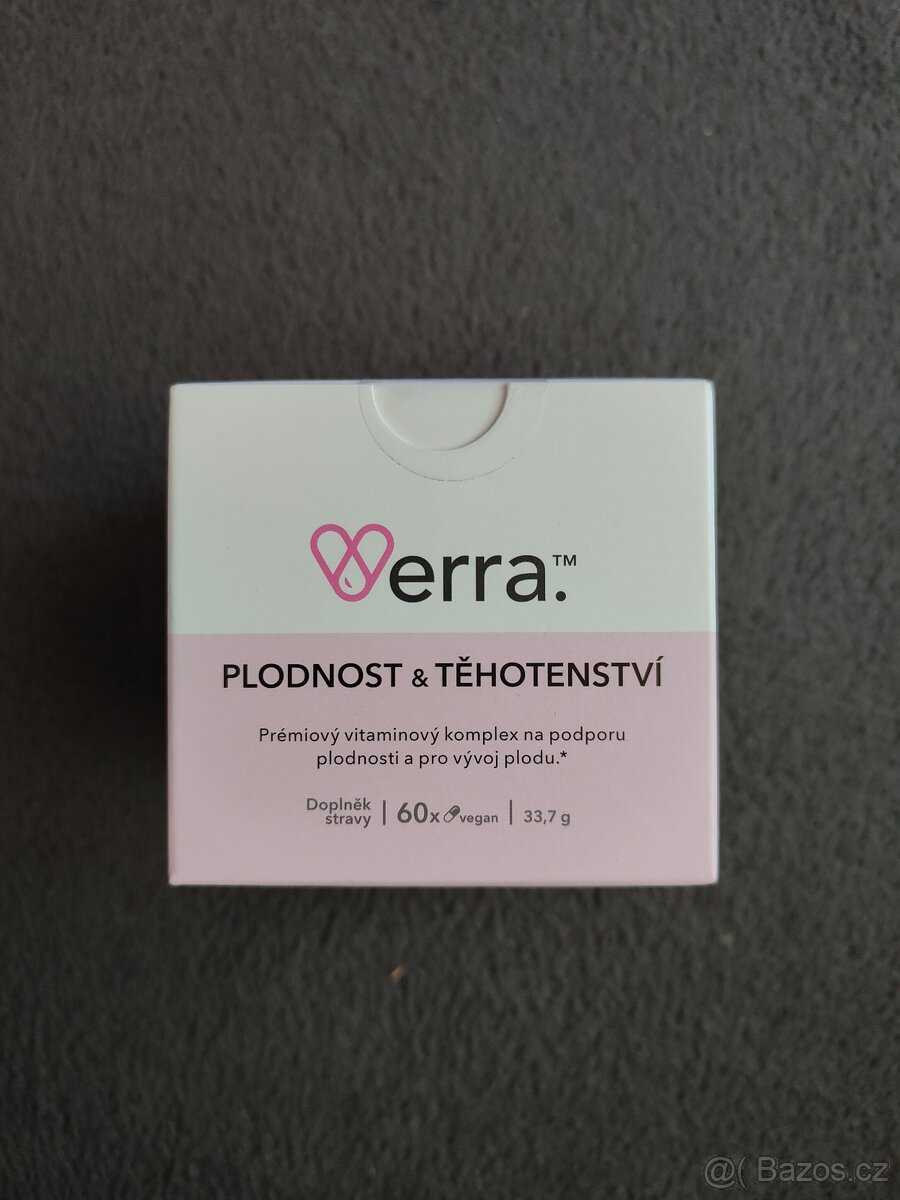 Verra.™
PLODNOST & TĚHOTENSTVÍ
Prémiový vitaminový komplex na podporu
plodnosti a pro vývoj plodu.*
Doplněk
stravy | 60x vegan | 33,7 g
@( Bazos.cz